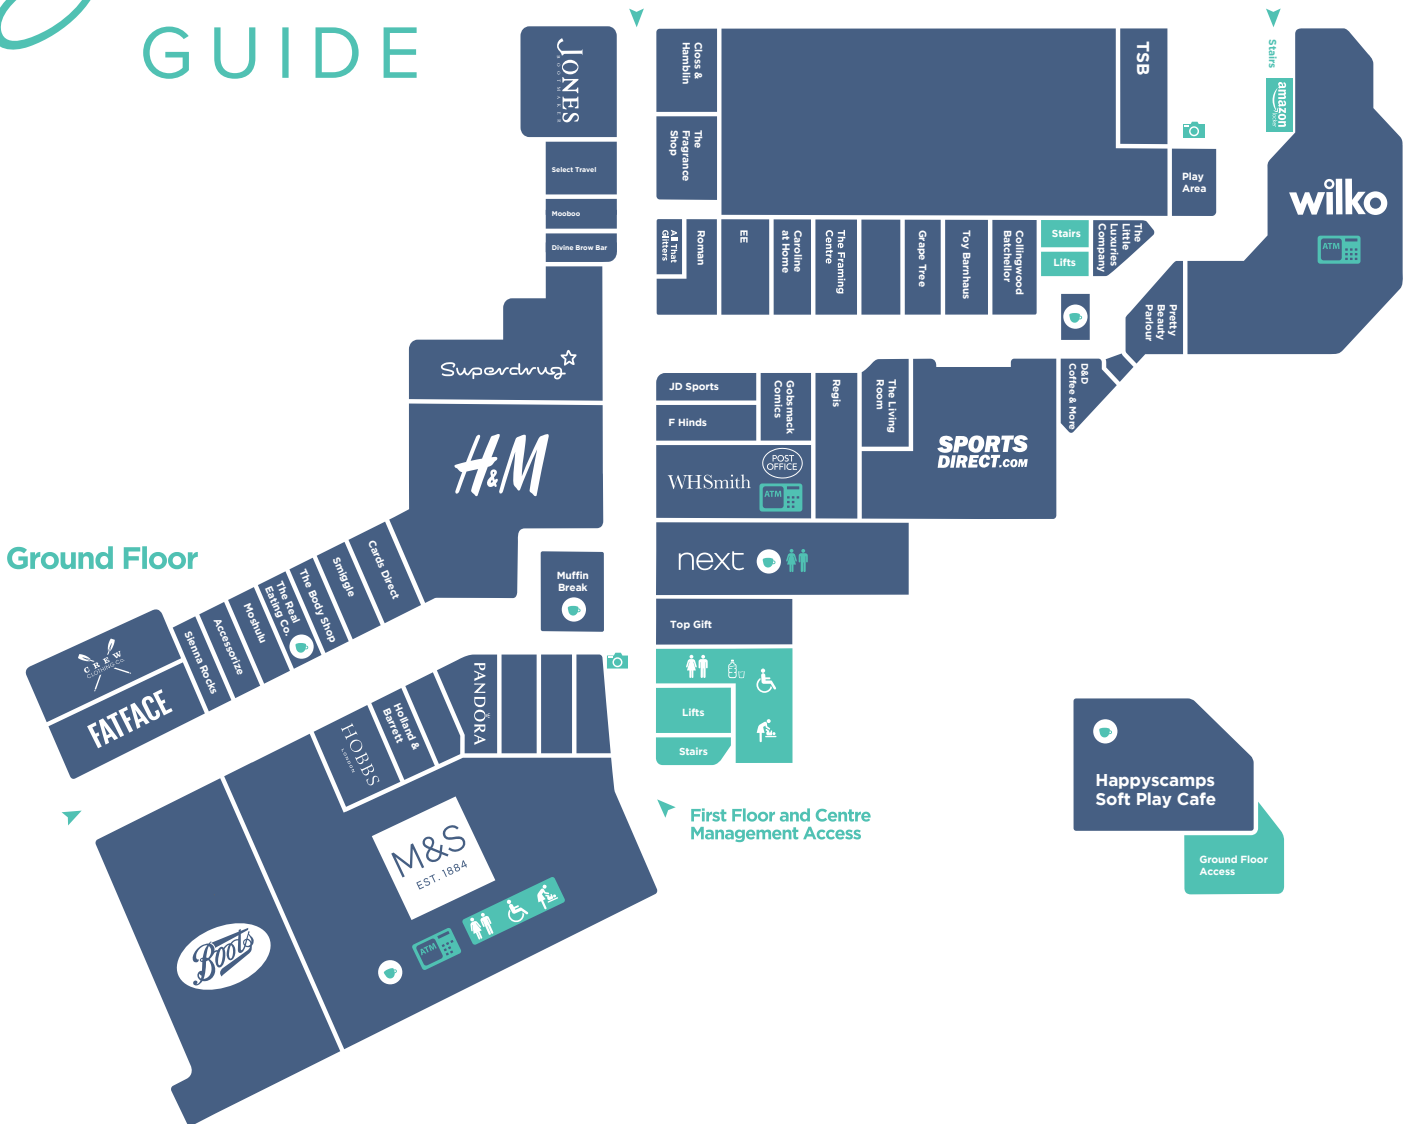 GUIDE
JONES
BOOTMAKER
Select Travel
Mooboo
Divine Brow Bar
Superdrug
H&M
Ground Floor
Cards Direct
Smiggle
The Body Shop
The Real
Eating Co.
Moshulu
Accessorize
Sienna Rocks
CREW
CLOTHING CO.
FATFACE
Muffin
Break
PANDORA
Holland &
Barrett
HOBBS
LONDON
M&S
EST. 1884
ATM
Boots
Closs &
Hamblin
The
Fragrance
Shop
TSB
Play
Area
Stairs
amazon
wilko
ATM
All That
Glitters
Roman
EE
Caroline
at Home
The Framing
Centre
Grape Tree
Toy Barnhaus
Collingwood
Batchellor
Stairs
Lifts
The
Little
Luxuries
Company
Pretty
Beauty
Parlour
D&D
Coffee & More
JD Sports
F Hinds
Gobsmack
Comics
Regis
The Living
Room
SPORTS
DIRECT.COM
WHSmith
POST
OFFICE
ATM
next
Top Gift
Lifts
Stairs
First Floor and Centre
Management Access
Happyscamps
Soft Play Cafe
Ground Floor
Access